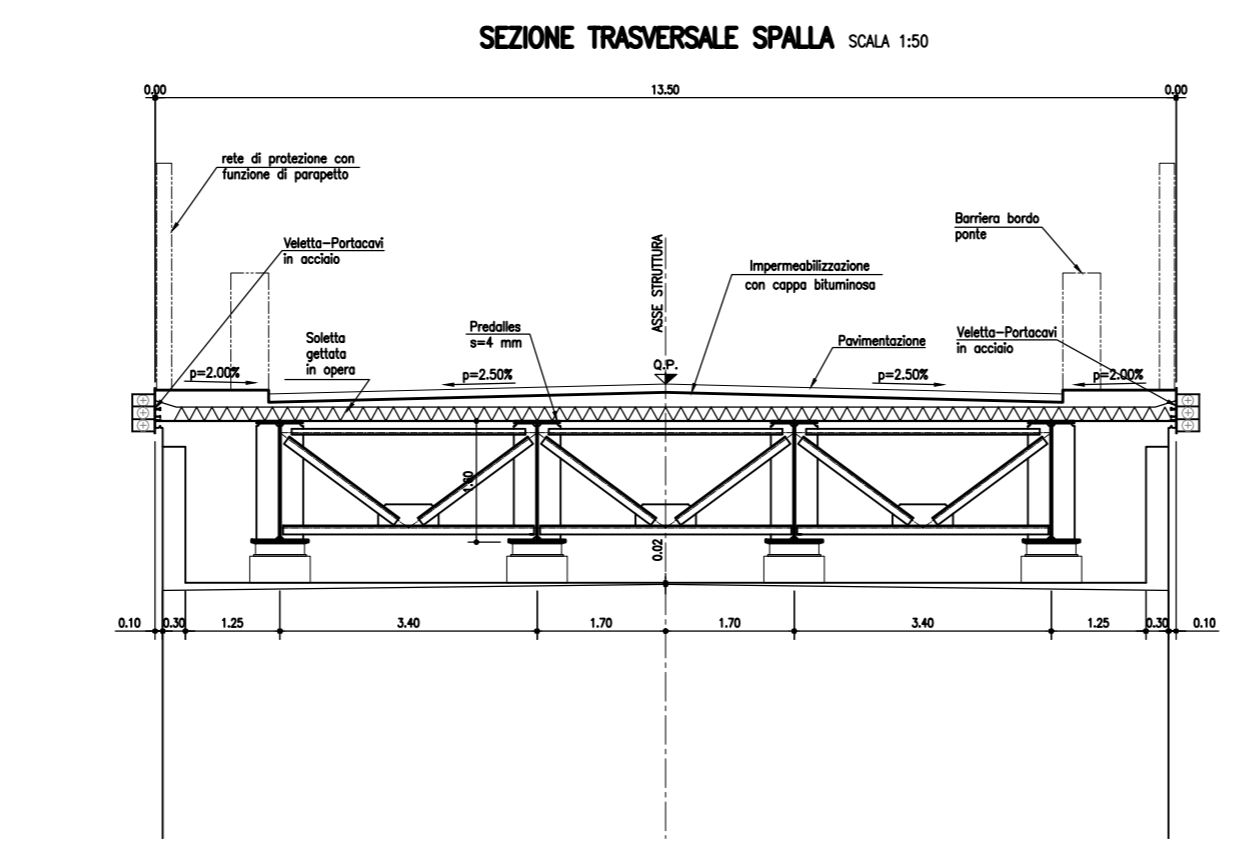 SEZIONE TRASVERSALE SPALLA SCALA 1:50
0.00 13.50 0.00
rete di protezione con
funzione di parapetto
Veletta-Portacavi
in acciaio
Barriera bordo
ponte
ASSE STRUTTURA
Impermeabilizzazione
con cappa bituminosa
Predalles
s=4 mm
Soletta
gettata
in opera
Pavimentazione
Veletta-Portacavi
in acciaio
Q.P.
p=2.00% p=2.50% p=2.50% p=2.00%
1.60
0.02
0.10 0.30 1.25 3.40 1.70 1.70 3.40 1.25 0.30 0.10